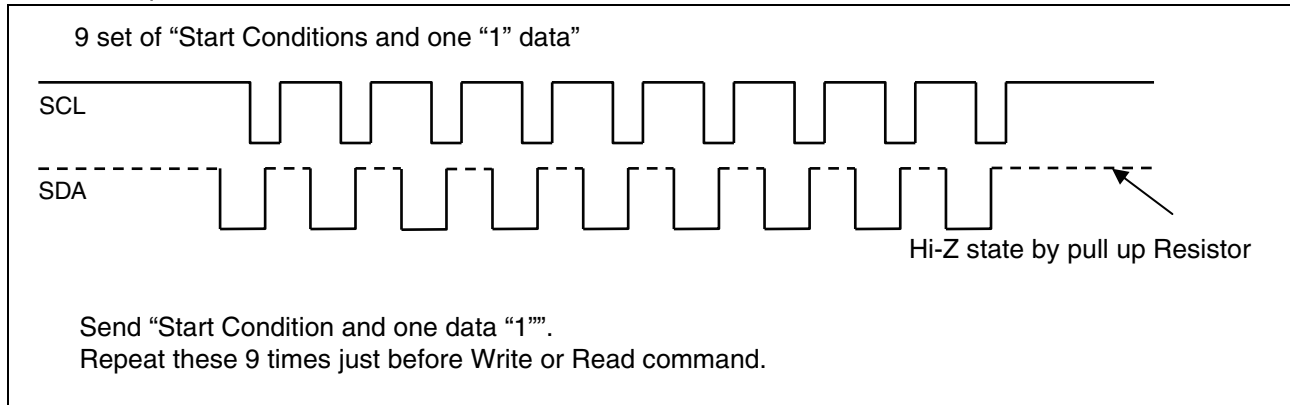 9 set of “Start Conditions and one “1” data”
SCL
SDA
Hi-Z state by pull up Resistor
Send “Start Condition and one data “1””.
Repeat these 9 times just before Write or Read command.